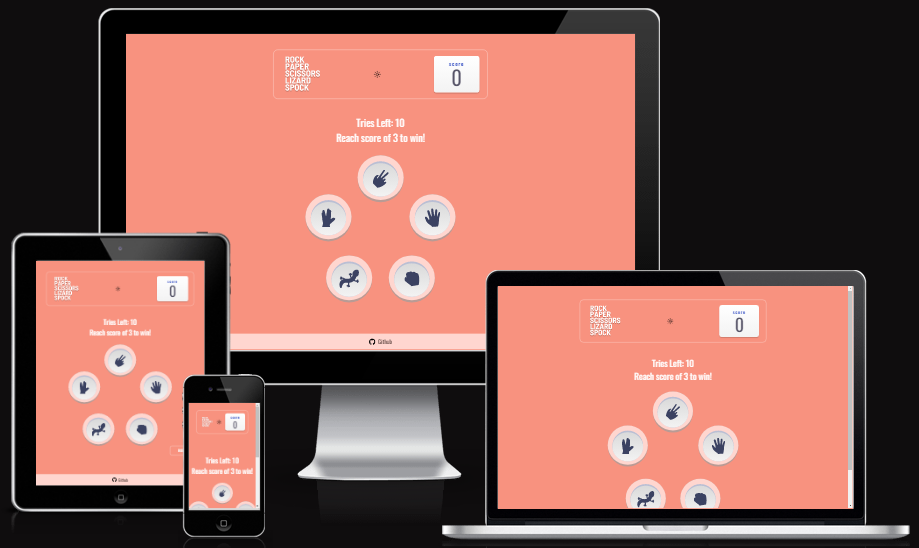 ROCK
PAPER
SCISSORS
LIZARD
SPOCK
score
0
Tries Left: 10
Reach score of 3 to win!
Github
ROCK
PAPER
SCISSORS
LIZARD
SPOCK
score
0
Tries Left: 10
Reach score of 3 to win!
Github
score
0
Tries Left: 10
Reach score of 3 to win!
ROCK
PAPER
SCISSORS
LIZARD
SPOCK
score
0
Tries Left: 10
Reach score of 3 to win!